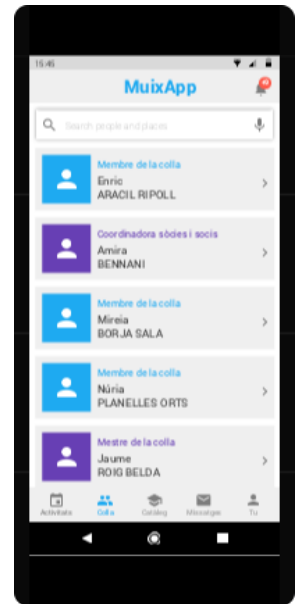 15:45
MuixApp
Search people and places
Membre de la colla
Enric
ARACIL RIPOLL
Coordinadora sòcies i socis
Amira
BENNANI
Membre de la colla
Mireia
BORJA SALA
Membre de la colla
Núria
PLANELLES ORTS
Mestre de la colla
Jaume
ROIG BELDA
Activitats Colla Catàleg Missatges Tu